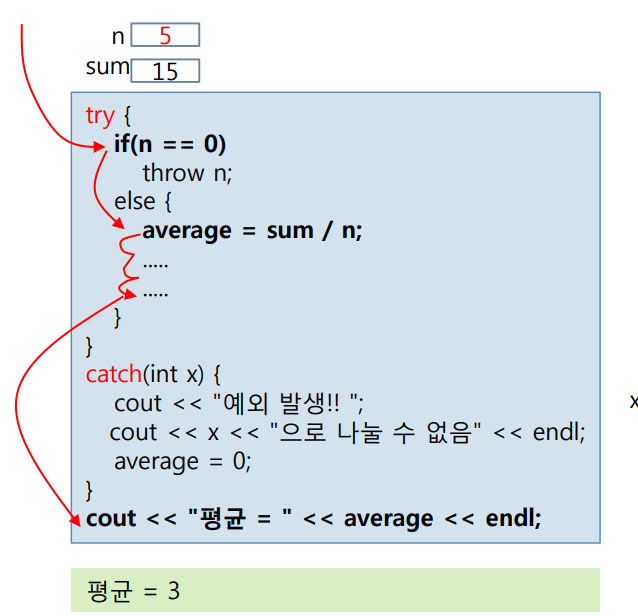 n 5
sum 15
try {
if(n == 0)
throw n;
else {
average = sum / n;
.....
.....
}
}
catch(int x) {
cout << "예외 발생!! ";
cout << x << "으로 나눌 수 없음" << endl;
average = 0;
}
cout << "평균 = " << average << endl;
평균 = 3
x